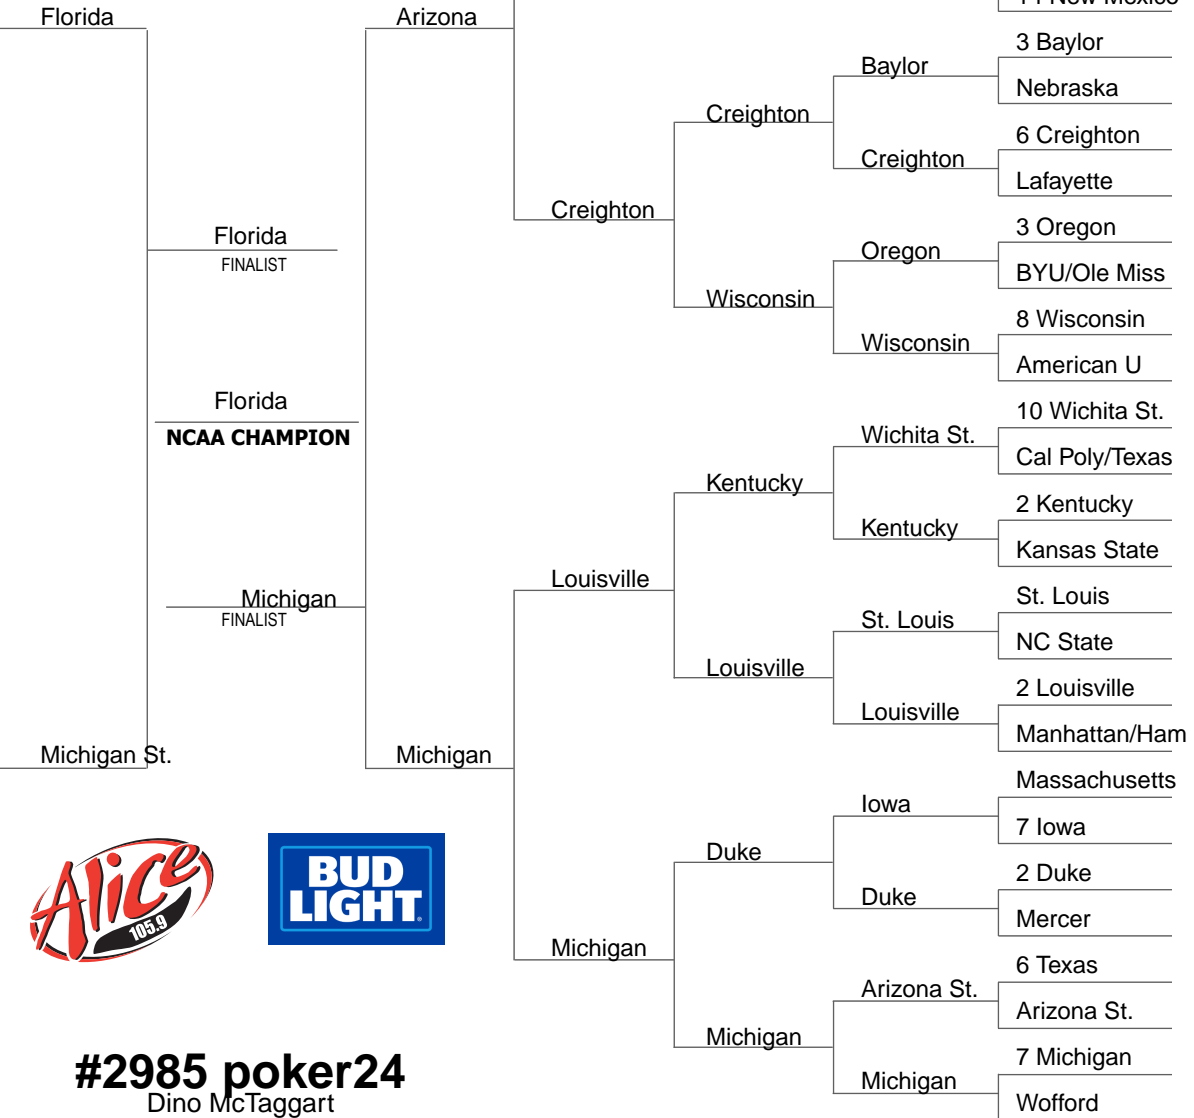 Florida
Arizona
3 Baylor
Baylor
Nebraska
Creighton
6 Creighton
Creighton
Lafayette
Creighton
3 Oregon
Florida
Oregon
FINALIST
BYU/Ole Miss
Wisconsin
8 Wisconsin
Wisconsin
American U
Florida
10 Wichita St.
NCAA CHAMPION
Wichita St.
Cal Poly/Texas
Kentucky
2 Kentucky
Kentucky
Kansas State
Louisville
St. Louis
Michigan
FINALIST
St. Louis
NC State
Louisville
2 Louisville
Louisville
Manhattan/Ham
Michigan St.
Michigan
Massachusetts
Iowa
7 Iowa
Duke
2 Duke
Duke
Mercer
Michigan
6 Texas
Arizona St.
Arizona St.
Michigan
7 Michigan
Michigan
Wofford
Alice
105.9
BUD
LIGHT
#2985 poker24
Dino McTaggart